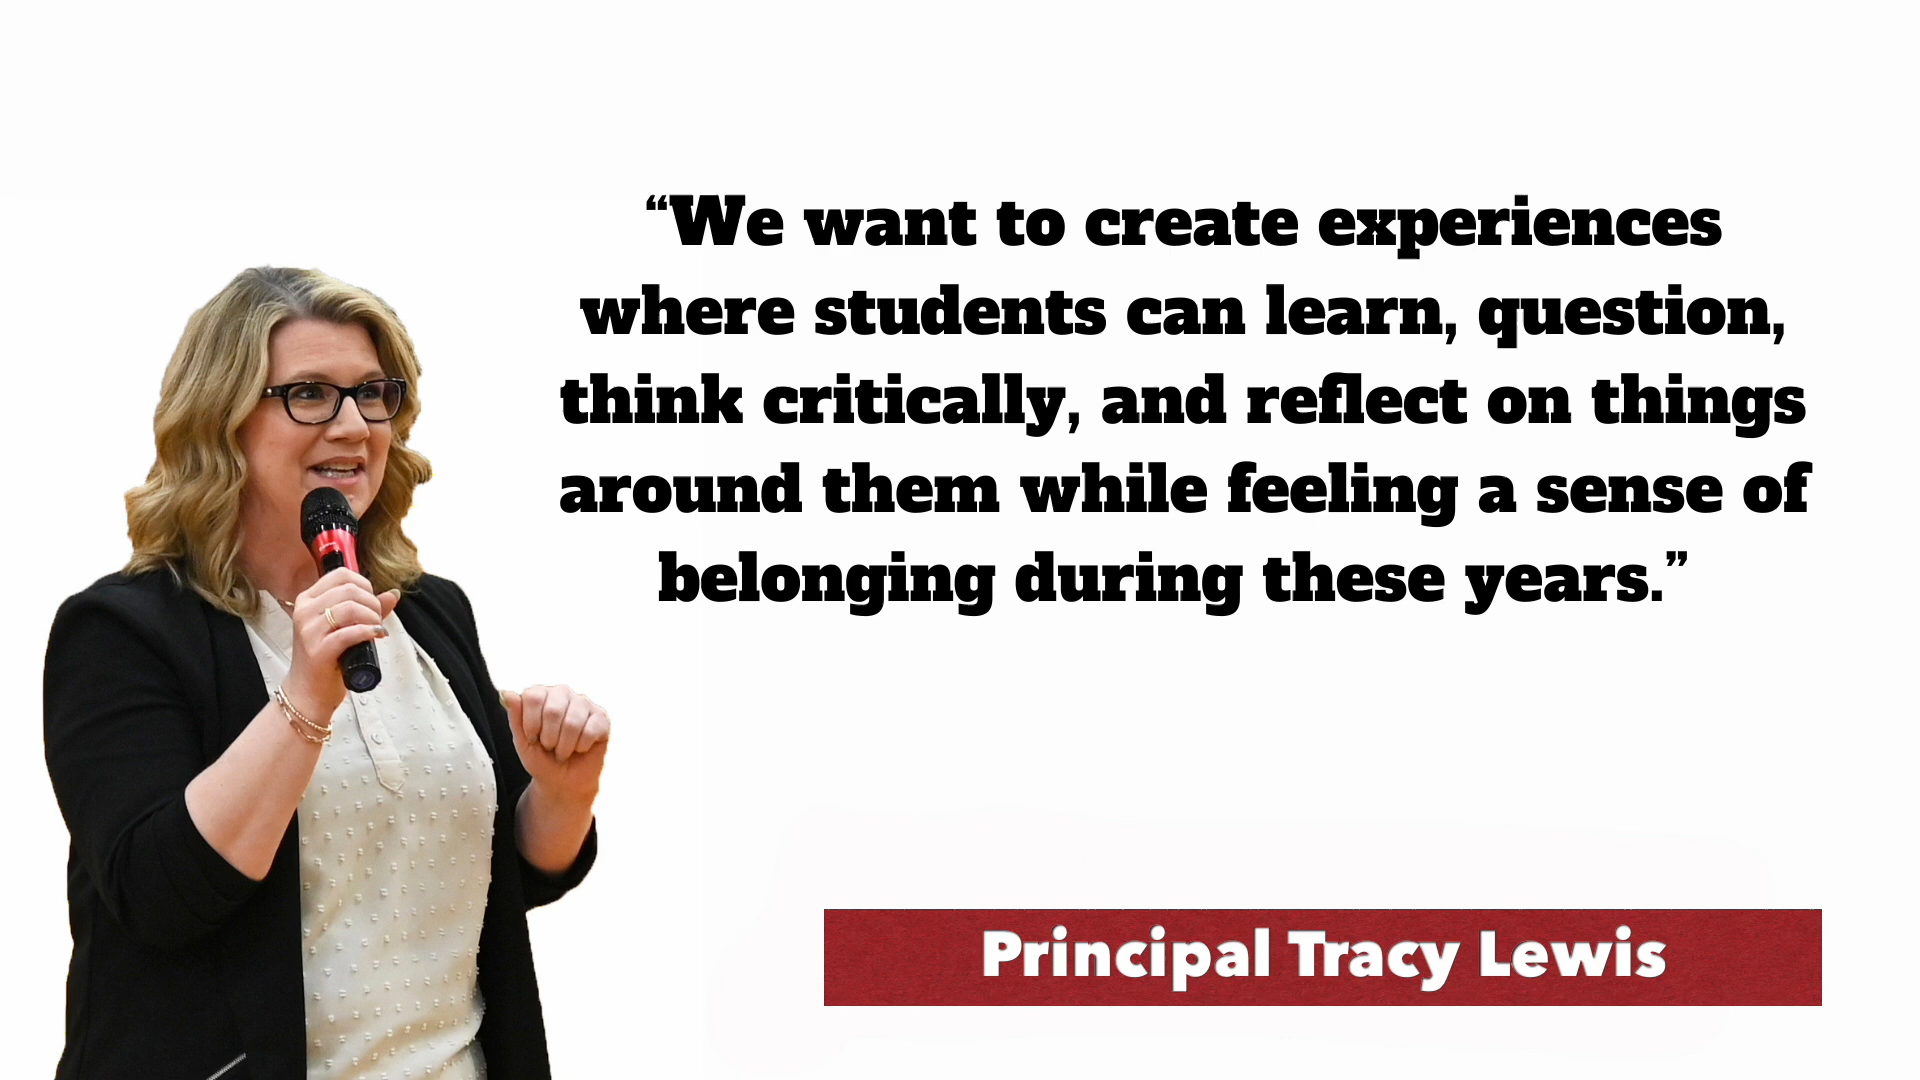 “We want to create experiences
where students can learn, question,
think critically, and reflect on things
around them while feeling a sense of
belonging during these years.”
Principal Tracy Lewis